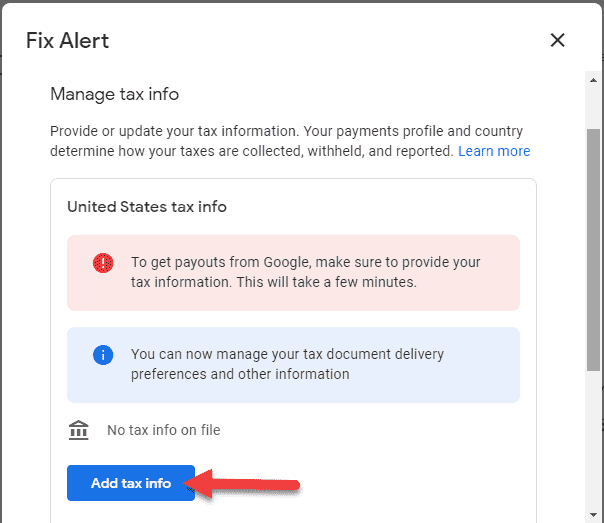 Fix Alert
Manage tax info
Provide or update your tax information. Your payments profile and country
determine how your taxes are collected, withheld, and reported. Learn more
United States tax info
To get payouts from Google, make sure to provide your
tax information. This will take a few minutes.
You can now manage your tax document delivery
preferences and other information
No tax info on file
Add tax info